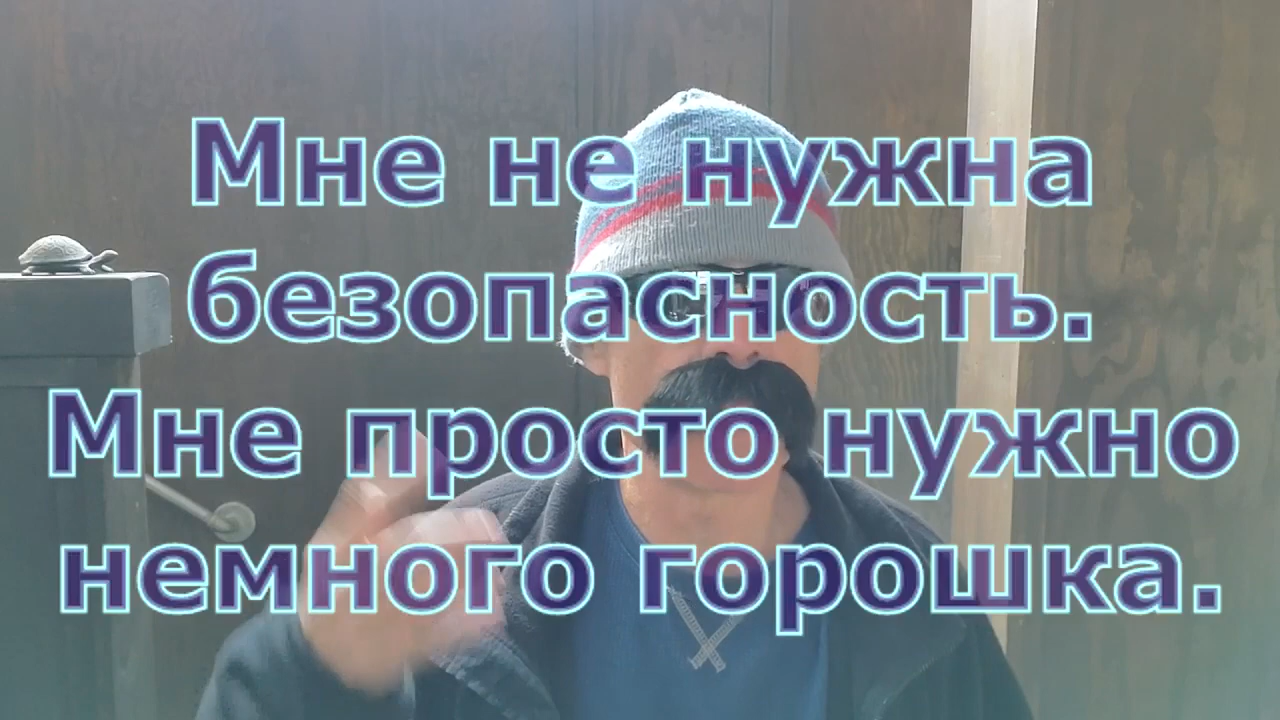 Мне не нужна
безопасность.
Мне просто нужно
немного горошка.